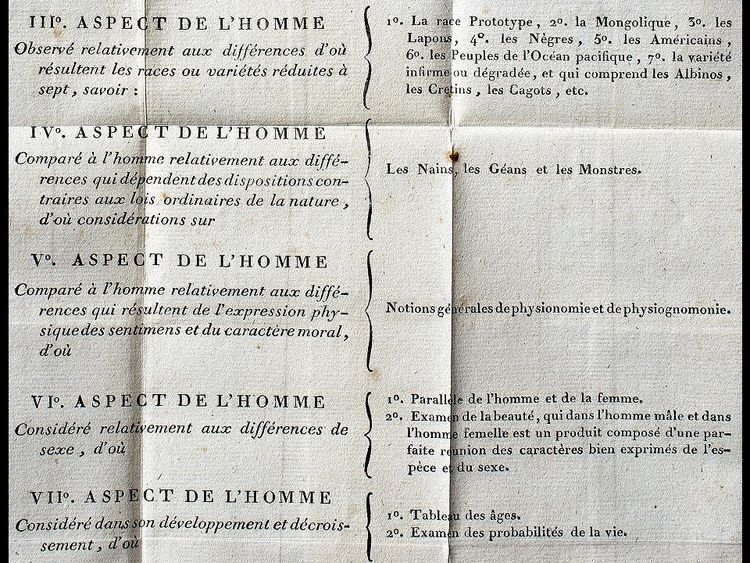 IIIº. ASPECT DE L'HOMME
Observé relativement aux différences d'où
résultent les races ou variétés réduites à
sept, savoir :
1º. La race Prototype, 2º. la Mongolique, 3º. les
Lapons, 4º. les Nègres, 5º. les Américains,
6º. les Peuples de l'Océan pacifique, 7º. la variété
infirme ou dégradée, et qui comprend les Albinos,
les Cretins, les Cagots, etc.
IVº. ASPECT DE L'HOMME
Comparé à l'homme relativement aux diffé-
rences qui dépendent des dispositions con-
traires aux lois ordinaires de la nature,
d'où considérations sur
Les Nains, les Géans et les Monstres.
Vº. ASPECT DE L'HOMME
Comparé à l'homme relativement aux diffé-
rences qui résultent de l'expression phy-
sique des sentimens et du caractère moral,
d'où
Notions générales de physionomie et de physiognomonie.
VIº. ASPECT DE L'HOMME
Considéré relativement aux différences de
sexe, d'où
1º. Parallèle de l'homme et de la femme.
2º. Examen de la beauté, qui dans l'homme mâle et dans
l'homme femelle est un produit composé d'une par-
faite réunion des caractères bien exprimés de l'es-
pèce et du sexe.
VIIº. ASPECT DE L'HOMME
Considéré dans son développement et décrois-
sement, d'où
1º. Tableau des âges.
2º. Examen des probabilités de la vie.